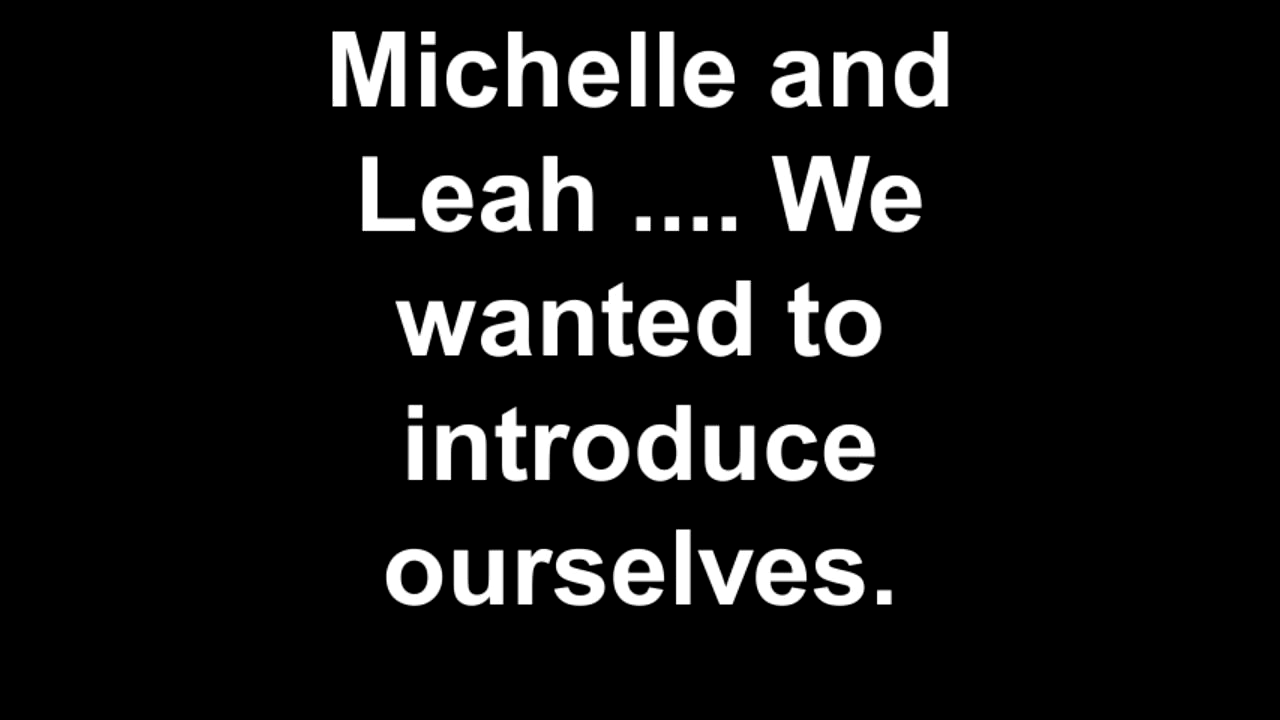 Michelle and
Leah .... We
wanted to
introduce
ourselves.